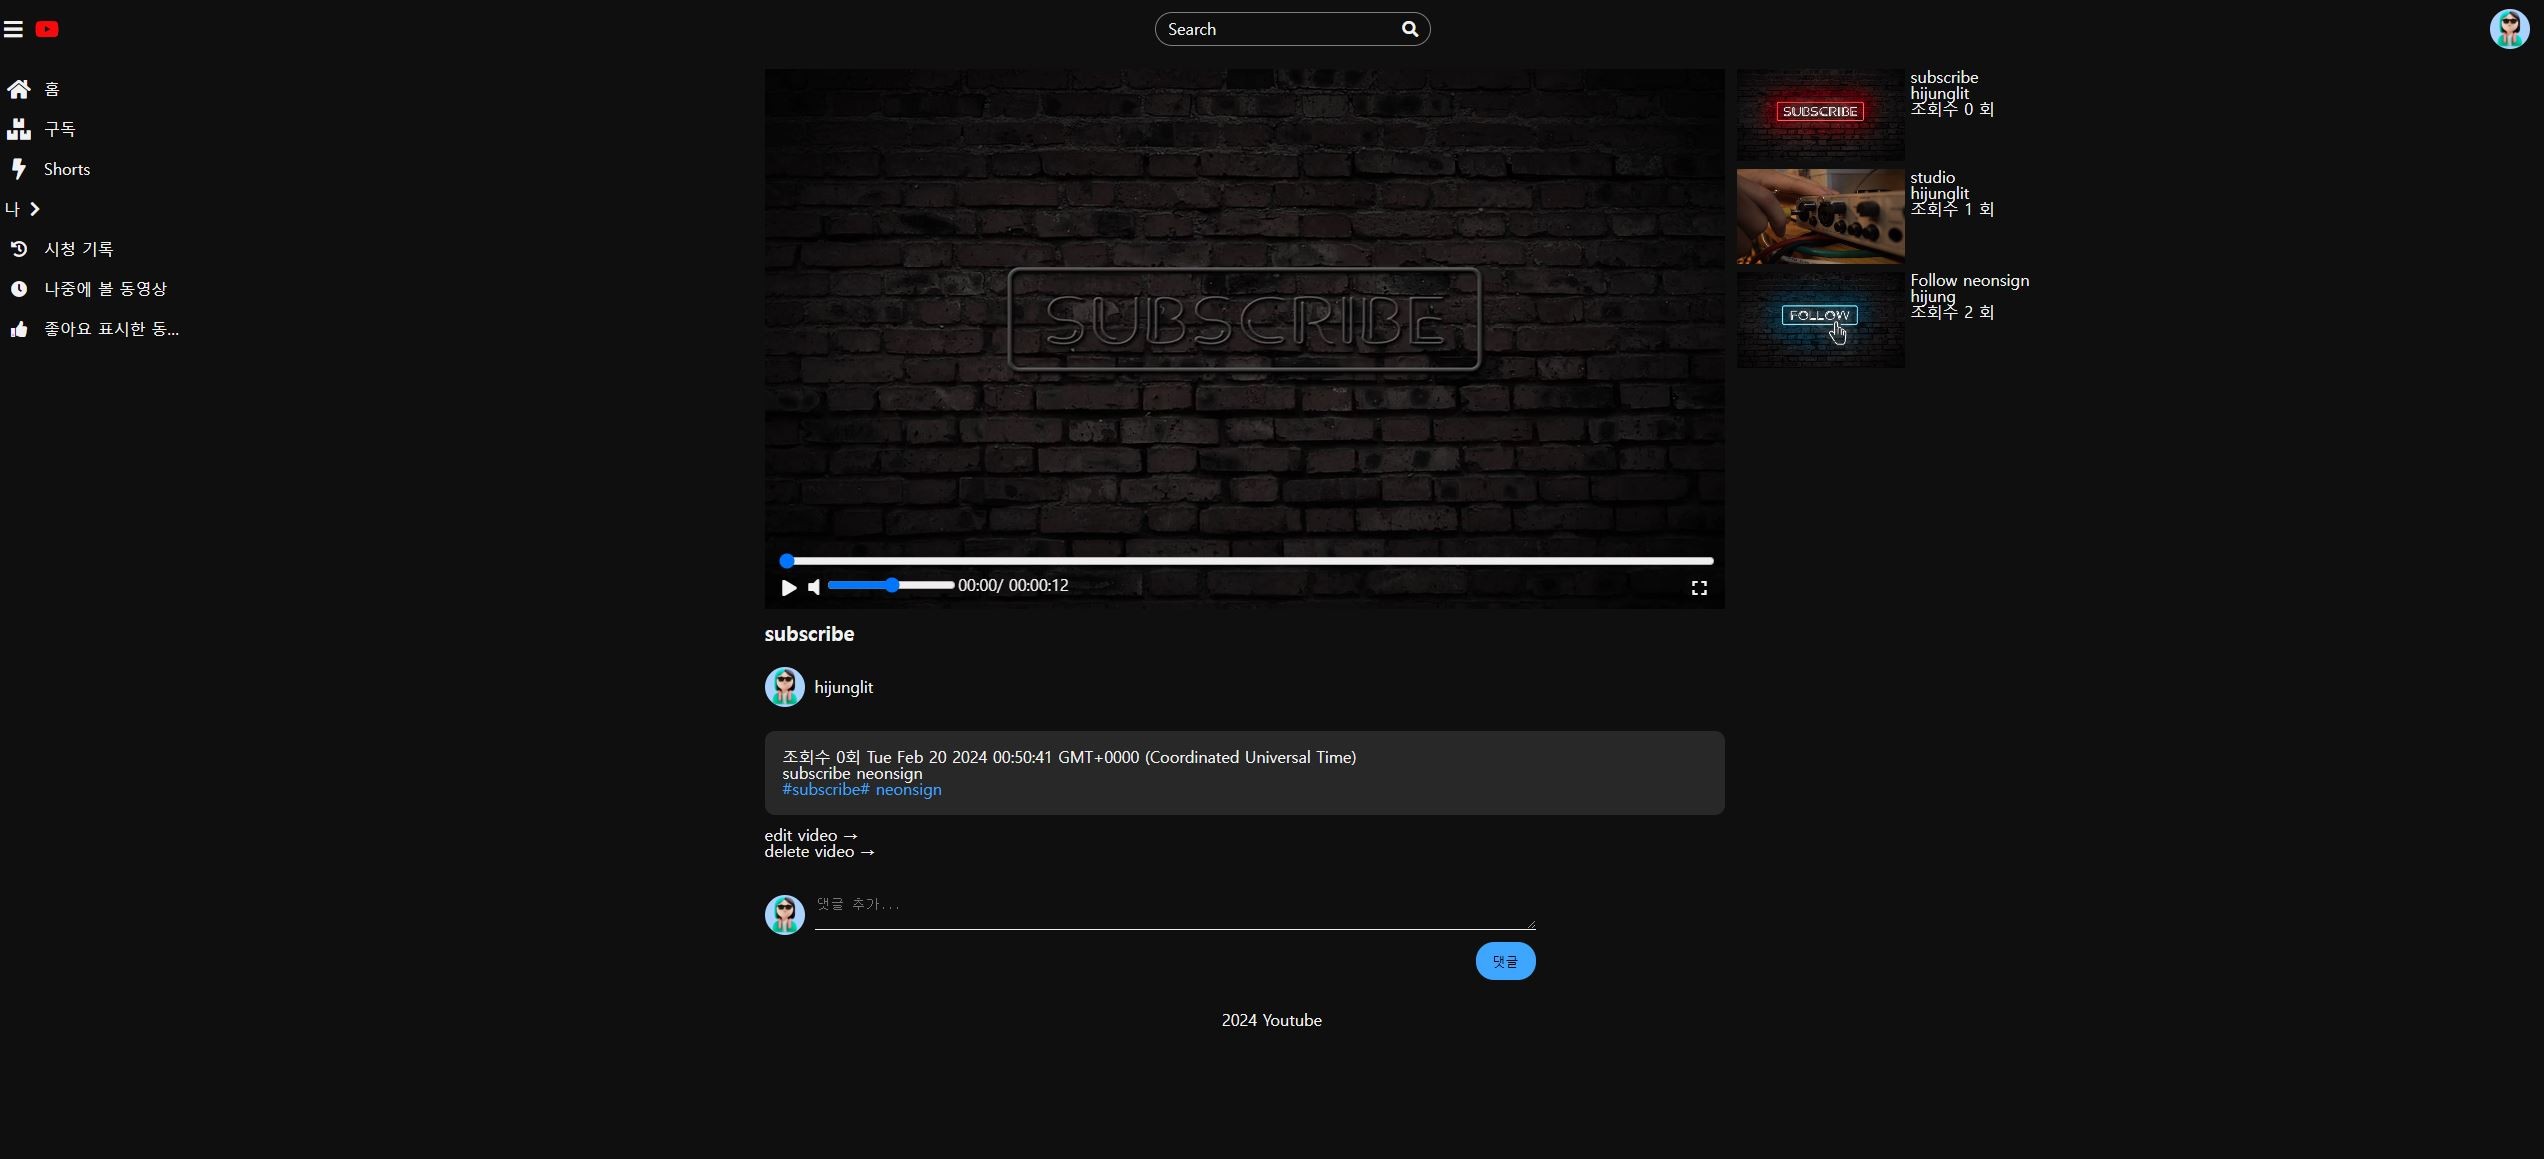 Search
홈
구독
Shorts
나
시청 기록
나중에 볼 동영상
좋아요 표시한 동...
SUBSCRIBE
00:00/ 00:00:12
subscribe
hijunglit
조회수 0회 Tue Feb 20 2024 00:50:41 GMT+0000 (Coordinated Universal Time)
subscribe neonsign
#subscribe# neonsign
edit video →
delete video →
댓글 추가...
댓글
SUBSCRIBE
subscribe
hijunglit
조회수 0 회
studio
hijunglit
조회수 1 회
FOLLOW
Follow neonsign
hijung
조회수 2 회
2024 Youtube